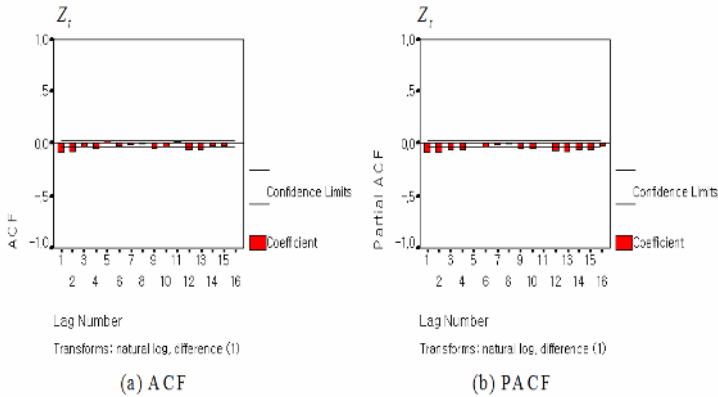 Z_t
1.0
.5
0.0
-.5
-1.0
ACF
1 3 5 7 9 11 13 15
2 4 6 8 10 12 14 16
Confidence Limits
Coefficient
Lag Number
Transforms: natural log, difference (1)
(a) ACF
Z_t
1.0
.5
0.0
-.5
-1.0
Partial ACF
1 3 5 7 9 11 13 15
2 4 6 8 10 12 14 16
Confidence Limits
Coefficient
Lag Number
Transforms: natural log, difference (1)
(b) PACF